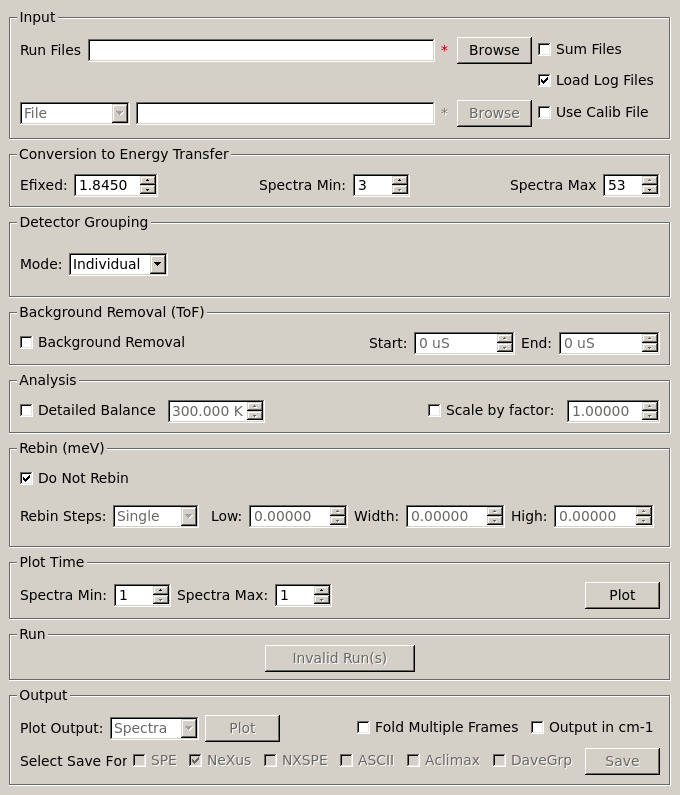 Input
Run Files * Browse Sum Files
Load Log Files
File * Browse Use Calib File
Conversion to Energy Transfer
Efixed: 1.8450 Spectra Min: 3 Spectra Max 53
Detector Grouping
Mode: Individual
Background Removal (ToF)
Background Removal Start: 0 uS End: 0 uS
Analysis
Detailed Balance 300.000 K Scale by factor: 1.00000
Rebin (meV)
Do Not Rebin
Rebin Steps: Single Low: 0.00000 Width: 0.00000 High: 0.00000
Plot Time
Spectra Min: 1 Spectra Max: 1 Plot
Run
Invalid Run(s)
Output
Plot Output: Spectra Plot Fold Multiple Frames Output in cm-1
Select Save For SPE NeXus NXSPE ASCII Aclimax DaveGrp Save